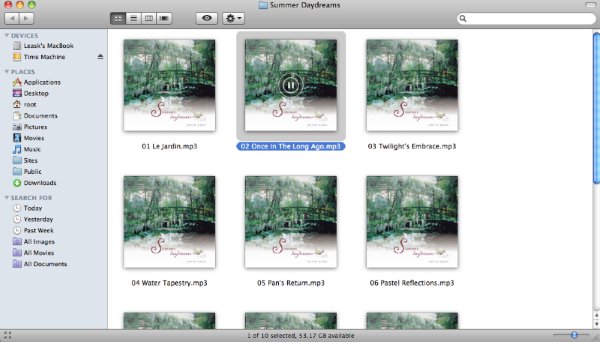 Summer Daydreams
DEVICES
Leask's MacBook
Time Machine
PLACES
Applications
Desktop
root
Documents
Pictures
Movies
Music
Sites
Public
Downloads
SEARCH FOR
Today
Yesterday
Past Week
All Images
All Movies
All Documents
01 Le Jardin.mp3
02 Once In The Long Ago.mp3
03 Twilight's Embrace.mp3
04 Water Tapestry.mp3
05 Pan's Return.mp3
06 Pastel Reflections.mp3
1 of 10 selected, 53.17 GB available